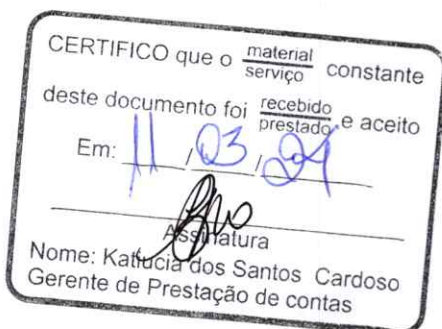 CERTIFICO que o material/serviço constante
deste documento foi recebido/prestado e aceito
Em: 11 / 03 / 24
Assinatura
Nome: Katiucia dos Santos Cardoso
Gerente de Prestação de contas